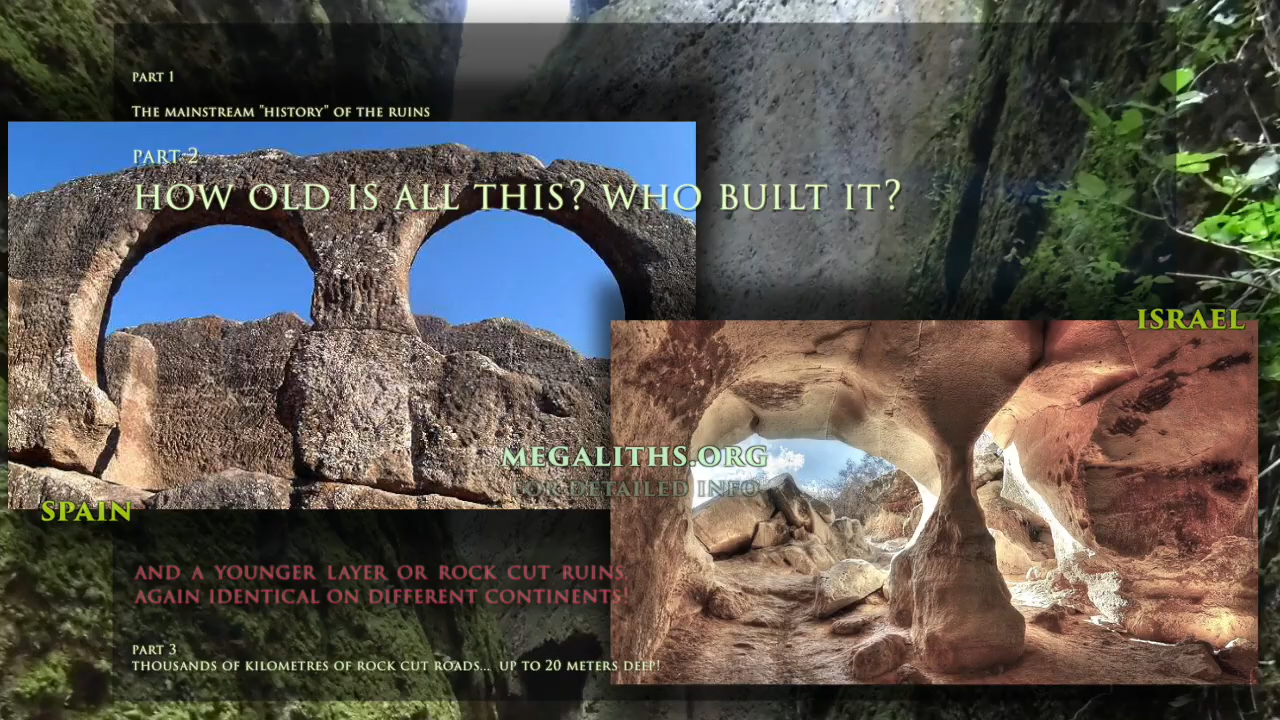 PART 1
THE MAINSTREAM "HISTORY" OF THE RUINS
PART 2
HOW OLD IS ALL THIS? WHO BUILT IT?
ISRAEL
MEGALITHS.ORG
FOR DETAILED INFO
SPAIN
AND A YOUNGER LAYER OR ROCK CUT RUINS,
AGAIN IDENTICAL ON DIFFERENT CONTINENTS!
PART 3
THOUSANDS OF KILOMETRES OF ROCK CUT ROADS... UP TO 20 METERS DEEP!